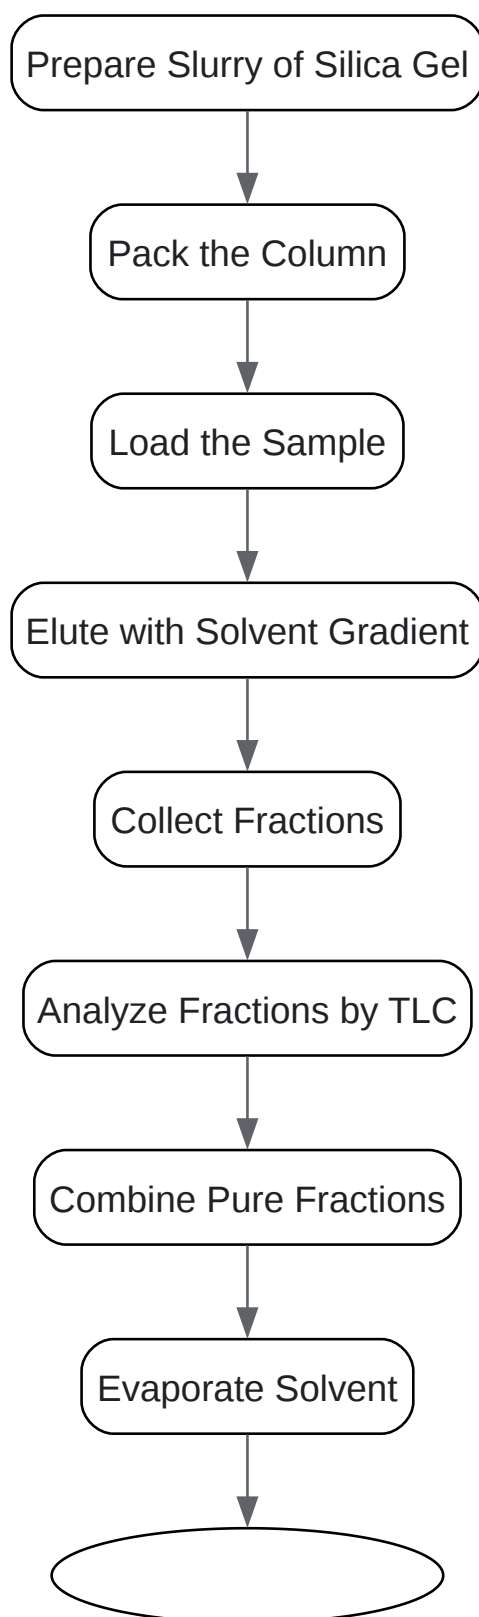 Prepare Slurry of Silica Gel
Pack the Column
Load the Sample
Elute with Solvent Gradient
Collect Fractions
Analyze Fractions by TLC
Combine Pure Fractions
Evaporate Solvent